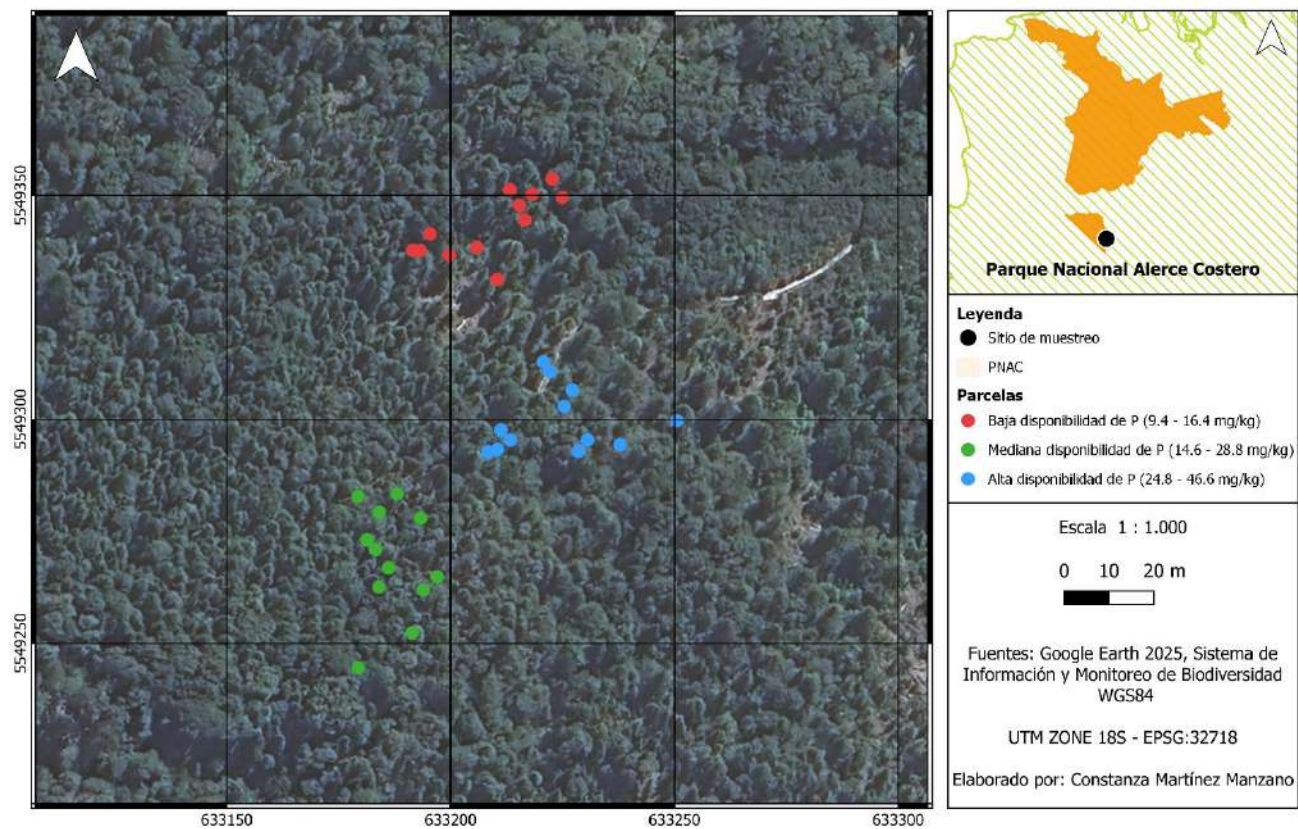 5549350
5549300
5549250
633150
633200
633250
633300
Parque Nacional Alerce Costero
Leyenda
Sitio de muestreo
PNAC
Parcelas
Baja disponibilidad de P (9.4 - 16.4 mg/kg)
Mediana disponibilidad de P (14.6 - 28.8 mg/kg)
Alta disponibilidad de P (24.8 - 46.6 mg/kg)
Escala 1 : 1.000
0 10 20 m
Fuentes: Google Earth 2025, Sistema de
Información y Monitoreo de Biodiversidad
WGS84
UTM ZONE 18S - EPSG:32718
Elaborado por: Constanza Martínez Manzano